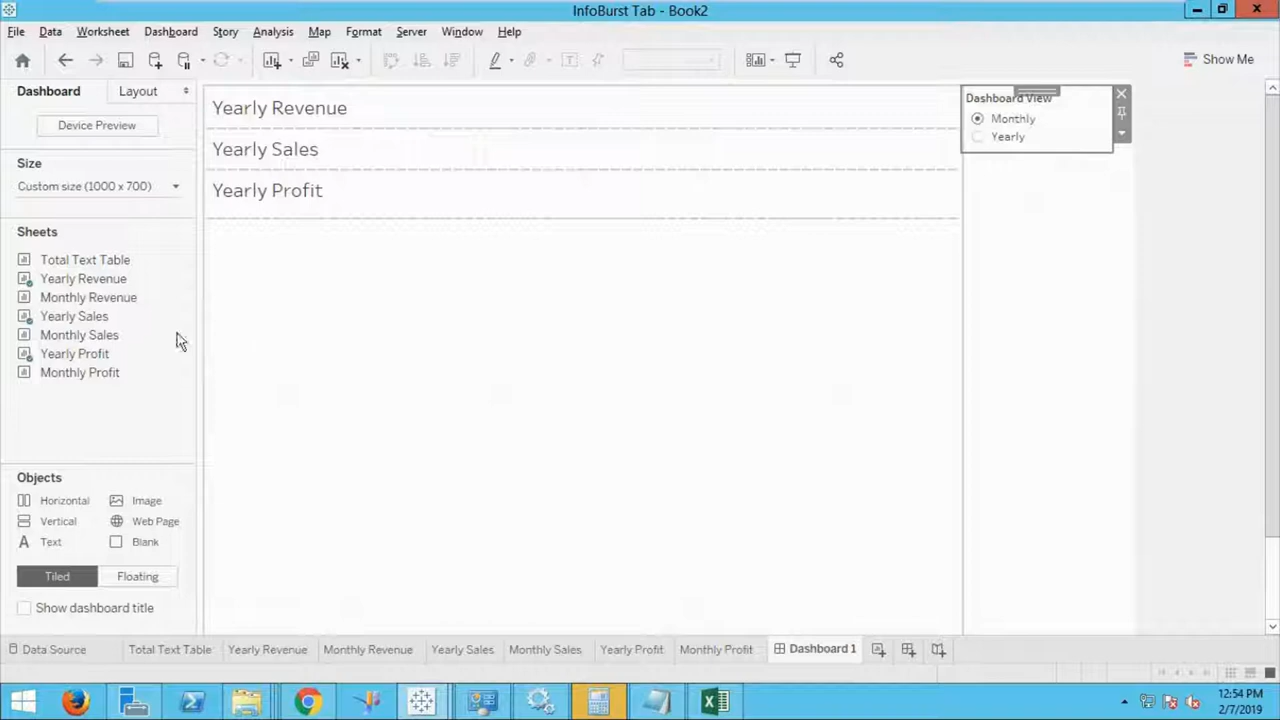 InfoBurst Tab - Book2
File Data Worksheet Dashboard Story Analysis Map Format Server Window Help
Show Me
Dashboard Layout
Device Preview
Size
Custom size (1000 x 700)
Sheets
Total Text Table
Yearly Revenue
Monthly Revenue
Yearly Sales
Monthly Sales
Yearly Profit
Monthly Profit
Objects
Horizontal Image
Vertical Web Page
A Text Blank
Tiled Floating
Show dashboard title
Yearly Revenue
Yearly Sales
Yearly Profit
Dashboard View
Monthly
Yearly
Data Source Total Text Table Yearly Revenue Monthly Revenue Yearly Sales Monthly Sales Yearly Profit Monthly Profit Dashboard 1
12:54 PM
2/7/2019